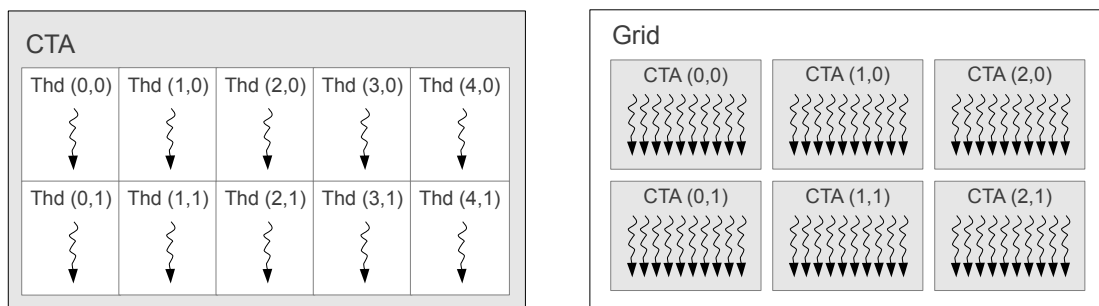 CTA
Thd (0,0) Thd (1,0) Thd (2,0) Thd (3,0) Thd (4,0)
Thd (0,1) Thd (1,1) Thd (2,1) Thd (3,1) Thd (4,1)
Grid
CTA (0,0) CTA (1,0) CTA (2,0)
CTA (0,1) CTA (1,1) CTA (2,1)